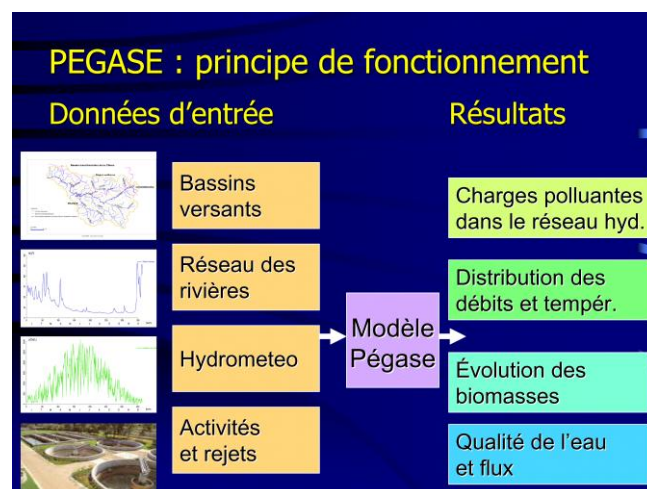 PEGASE : principe de fonctionnement
Données d'entrée
Résultats
Bassins
versants
Réseau des
rivières
Hydrometeo
Activités
et rejets
Modèle
Pégase
Charges polluantes
dans le réseau hyd.
Distribution des
débits et tempér.
Évolution des
biomasses
Qualité de l'eau
et flux